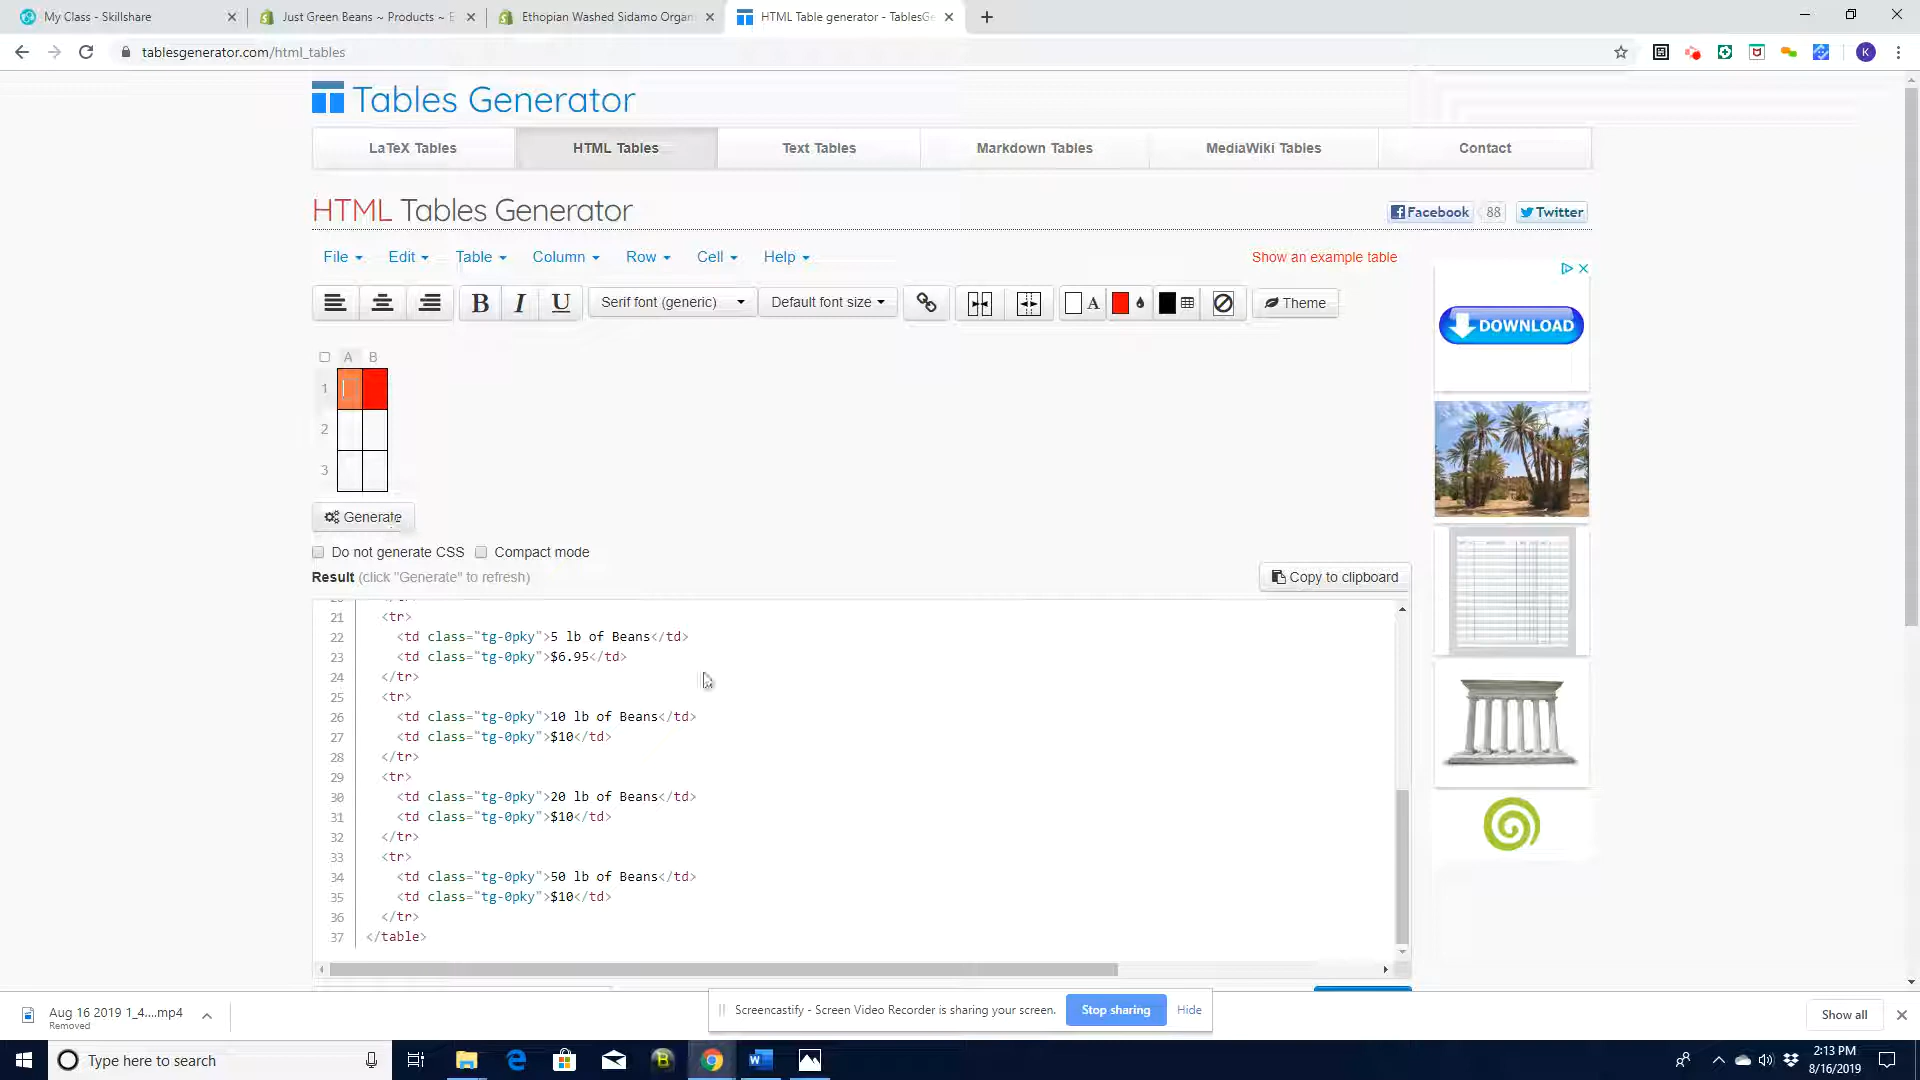 My Class - Skillshare
Just Green Beans ~ Products ~ E
Ethopian Washed Sidamo Organ
HTML Table generator - TablesGe
tablesgenerator.com/html_tables
K
Tables Generator
LaTeX Tables
HTML Tables
Text Tables
Markdown Tables
MediaWiki Tables
Contact
HTML Tables Generator
Facebook
88
Twitter
File
Edit
Table
Column
Row
Cell
Help
Show an example table
B
I
U
Serif font (generic)
Default font size
A
Theme
DOWNLOAD
A B
1
2
3
Generate
Do not generate CSS
Compact mode
Result (click "Generate" to refresh)
Copy to clipboard
21 <tr>
22 <td class="tg-0pky">5 lb of Beans</td>
23 <td class="tg-0pky">$6.95</td>
24 </tr>
25 <tr>
26 <td class="tg-0pky">10 lb of Beans</td>
27 <td class="tg-0pky">$10</td>
28 </tr>
29 <tr>
30 <td class="tg-0pky">20 lb of Beans</td>
31 <td class="tg-0pky">$10</td>
32 </tr>
33 <tr>
34 <td class="tg-0pky">50 lb of Beans</td>
35 <td class="tg-0pky">$10</td>
36 </tr>
37 </table>
Aug 16 2019 1_4....mp4
Removed
Screencastify - Screen Video Recorder is sharing your screen.
Stop sharing
Hide
Show all
Type here to search
B
2:13 PM
8/16/2019